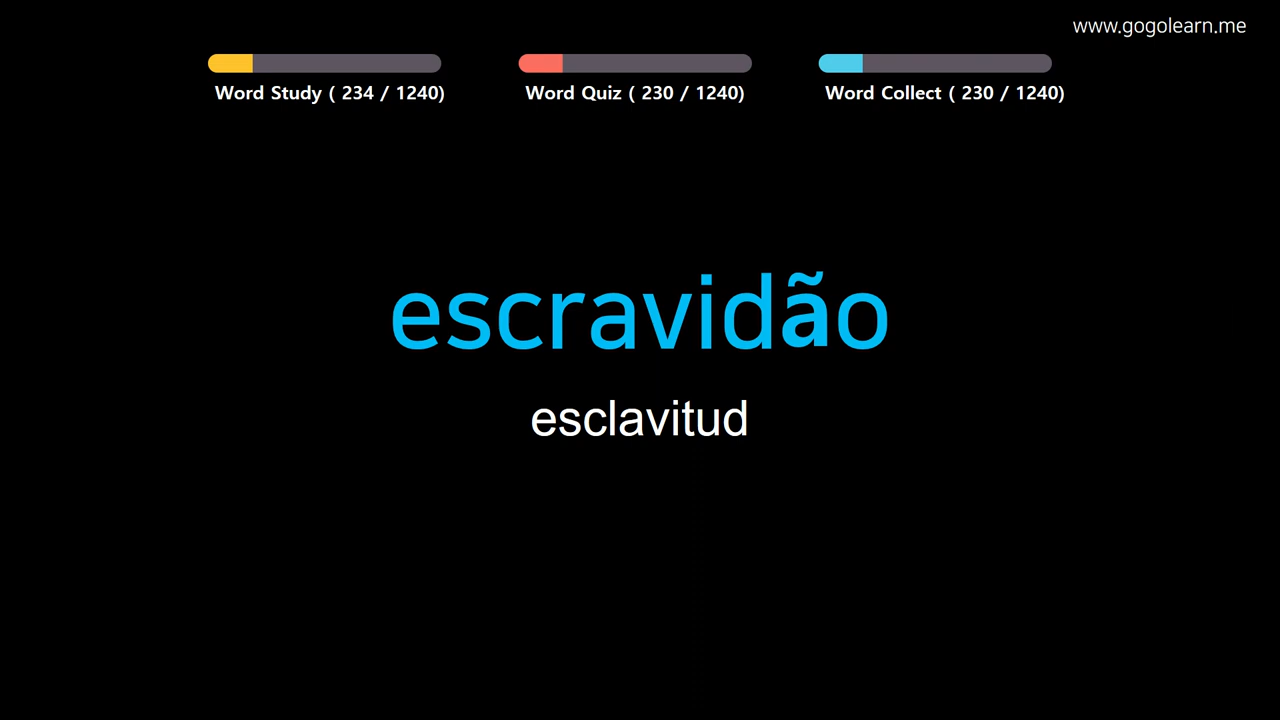 www.gogolearn.me
Word Study ( 234 / 1240)
Word Quiz ( 230 / 1240)
Word Collect ( 230 / 1240)
escravidão
esclavitud